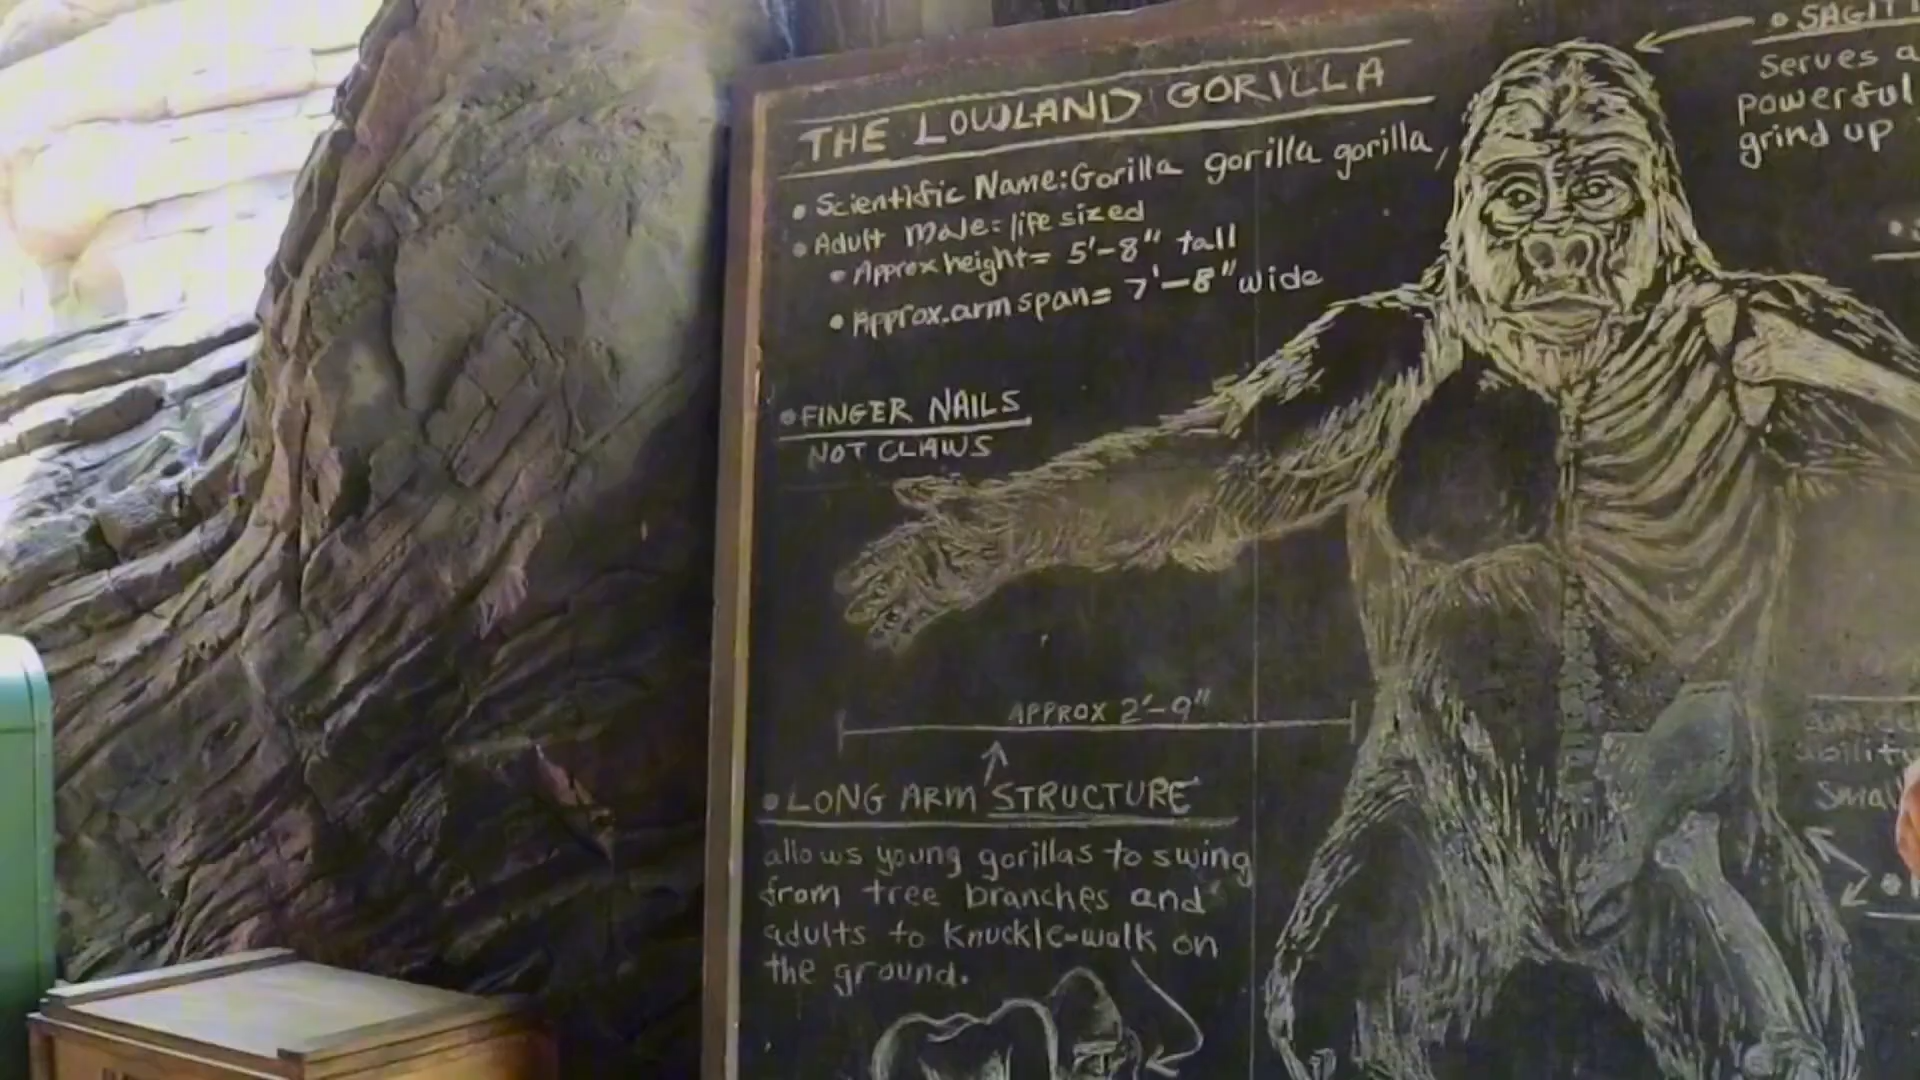 THE LOWLAND GORILLA
• Scientific Name: Gorilla gorilla gorilla,
• Adult Male = life sized
• Approx height = 5'-8" tall
• Approx. arm span = 7'-8" wide
• FINGER NAILS
NOT CLAWS
APPROX 2'-9"
• LONG ARM STRUCTURE
allows young gorillas to swing
from tree branches and
adults to knuckle-walk on
the ground.
Serves
powerful
grind up